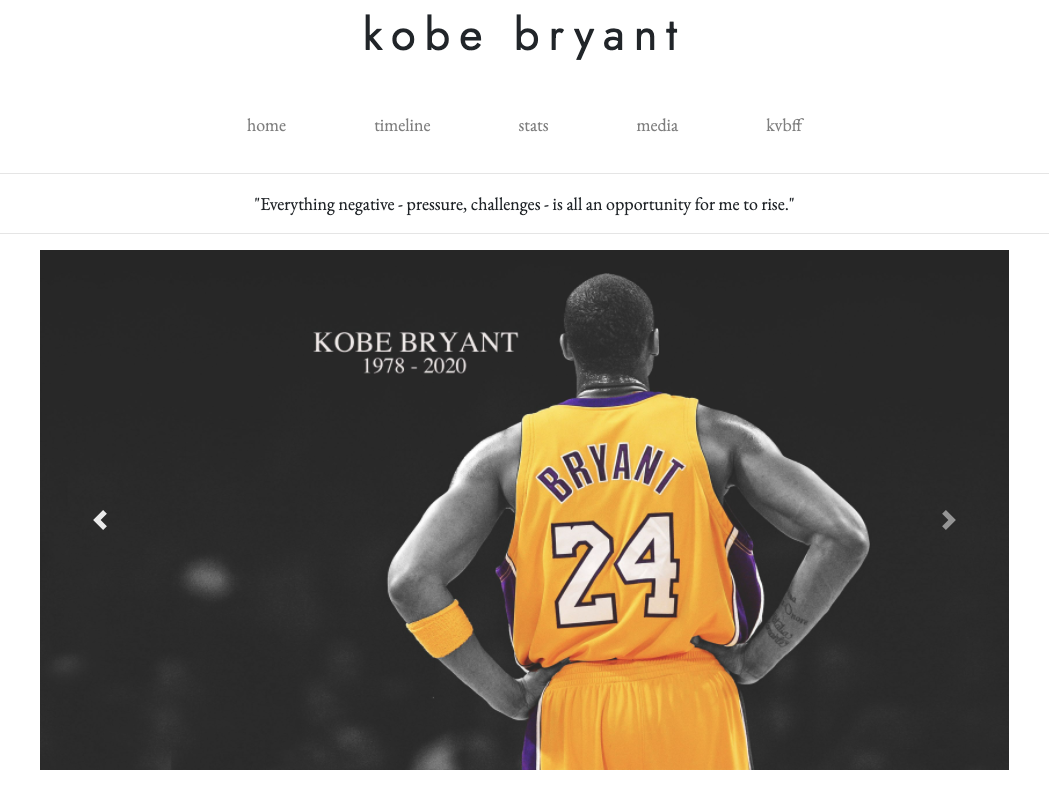 kobe bryant
home timeline stats media kvbff
"Everything negative - pressure, challenges - is all an opportunity for me to rise."
KOBE BRYANT
1978 - 2020
BRYANT
24